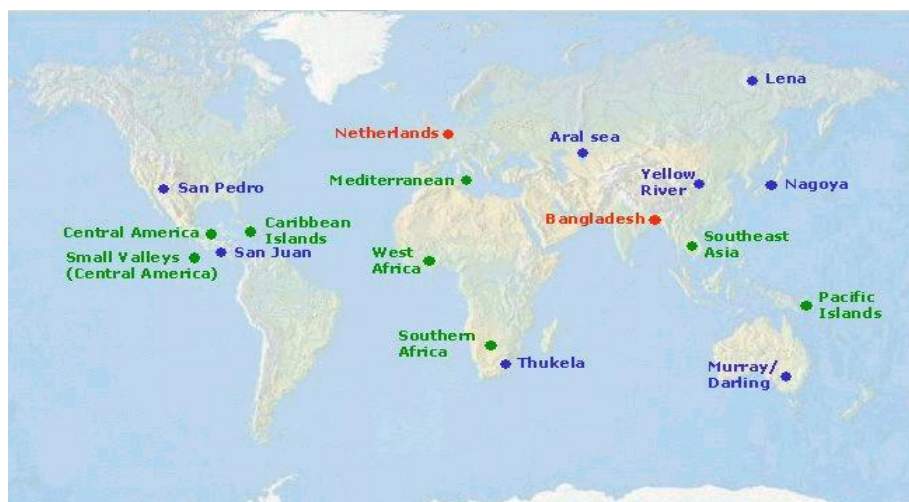 Lena
Netherlands
Aral sea
Mediterranean
Yellow
River
Nagoya
San Pedro
Bangladesh
Central America
Caribbean
Islands
Southeast
Asia
San Juan
West
Africa
Small Valleys
(Central America)
Pacific
Islands
Southern
Africa
Thukela
Murray/
Darling